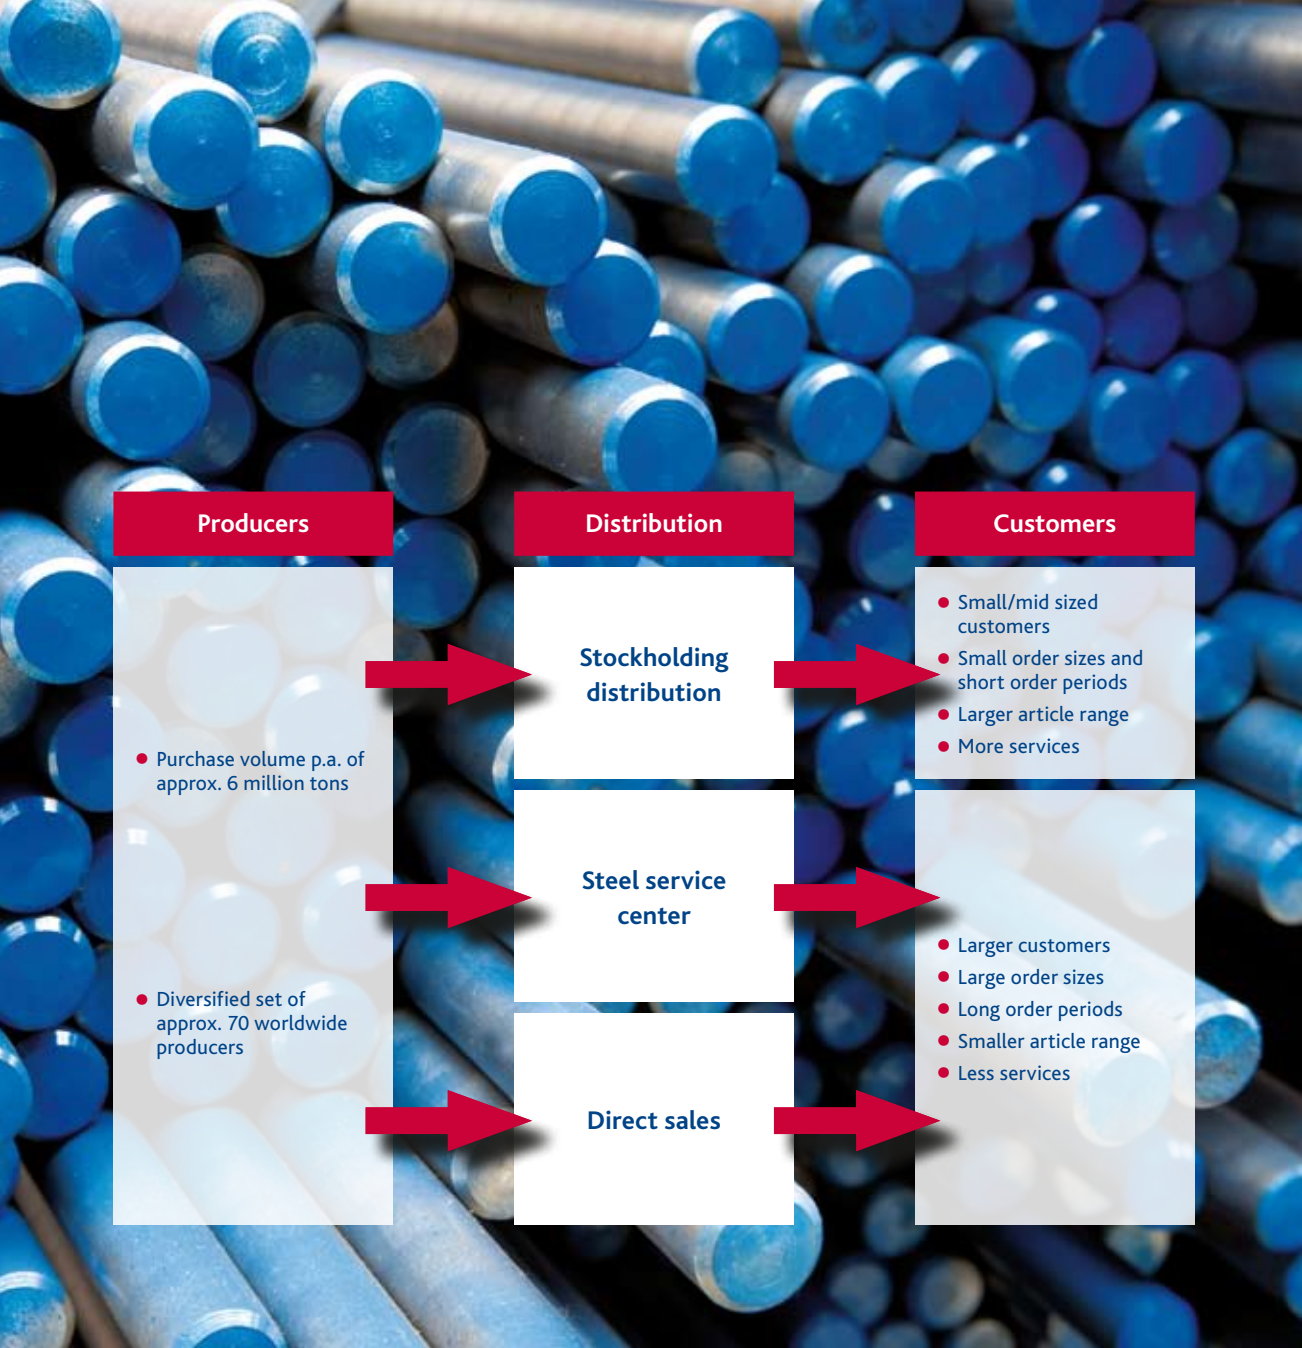 Producers
Distribution
Customers
• Purchase volume p.a. of
approx. 6 million tons
• Diversified set of
approx. 70 worldwide
producers
Stockholding
distribution
Steel service
center
Direct sales
• Small/mid sized
customers
• Small order sizes and
short order periods
• Larger article range
• More services
• Larger customers
• Large order sizes
• Long order periods
• Smaller article range
• Less services